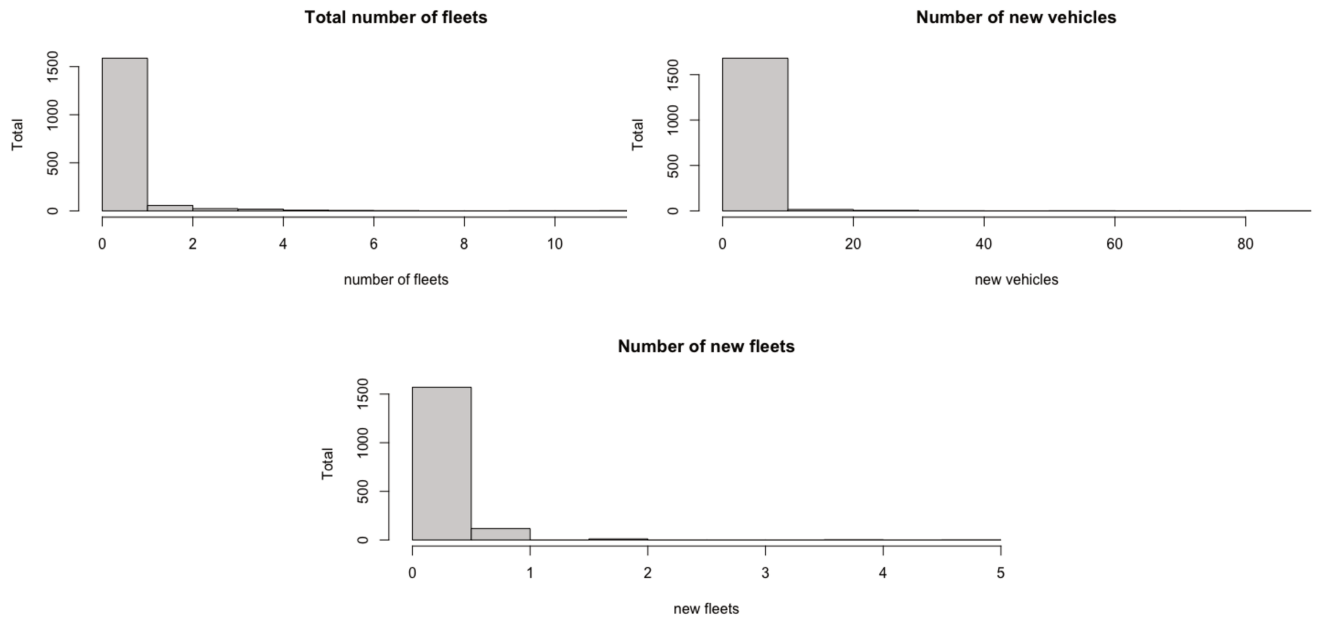 Total number of fleets
Total
1500
1000
500
0
0 2 4 6 8 10
number of fleets
Number of new vehicles
Total
1500
1000
500
0
0 20 40 60 80
new vehicles
Number of new fleets
Total
1500
1000
500
0
0 1 2 3 4 5
new fleets